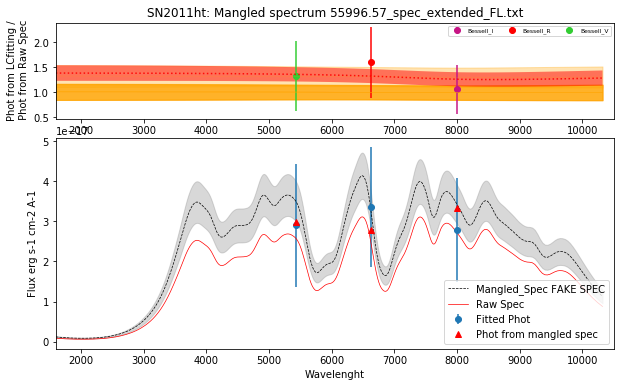 SN2011ht: Mangled spectrum 55996.57_spec_extended_FL.txt
Phot from LCfitting /
Phot from Raw Spec
2.0
1.5
1.0
0.5
Bessell_I
Bessell_R
Bessell_V
2000 3000 4000 5000 6000 7000 8000 9000 10000
1e−17
Flux erg s-1 cm-2 A-1
5
4
3
2
1
0
Mangled_Spec FAKE SPEC
Raw Spec
Fitted Phot
Phot from mangled spec
2000 3000 4000 5000 6000 7000 8000 9000 10000
Wavelenght